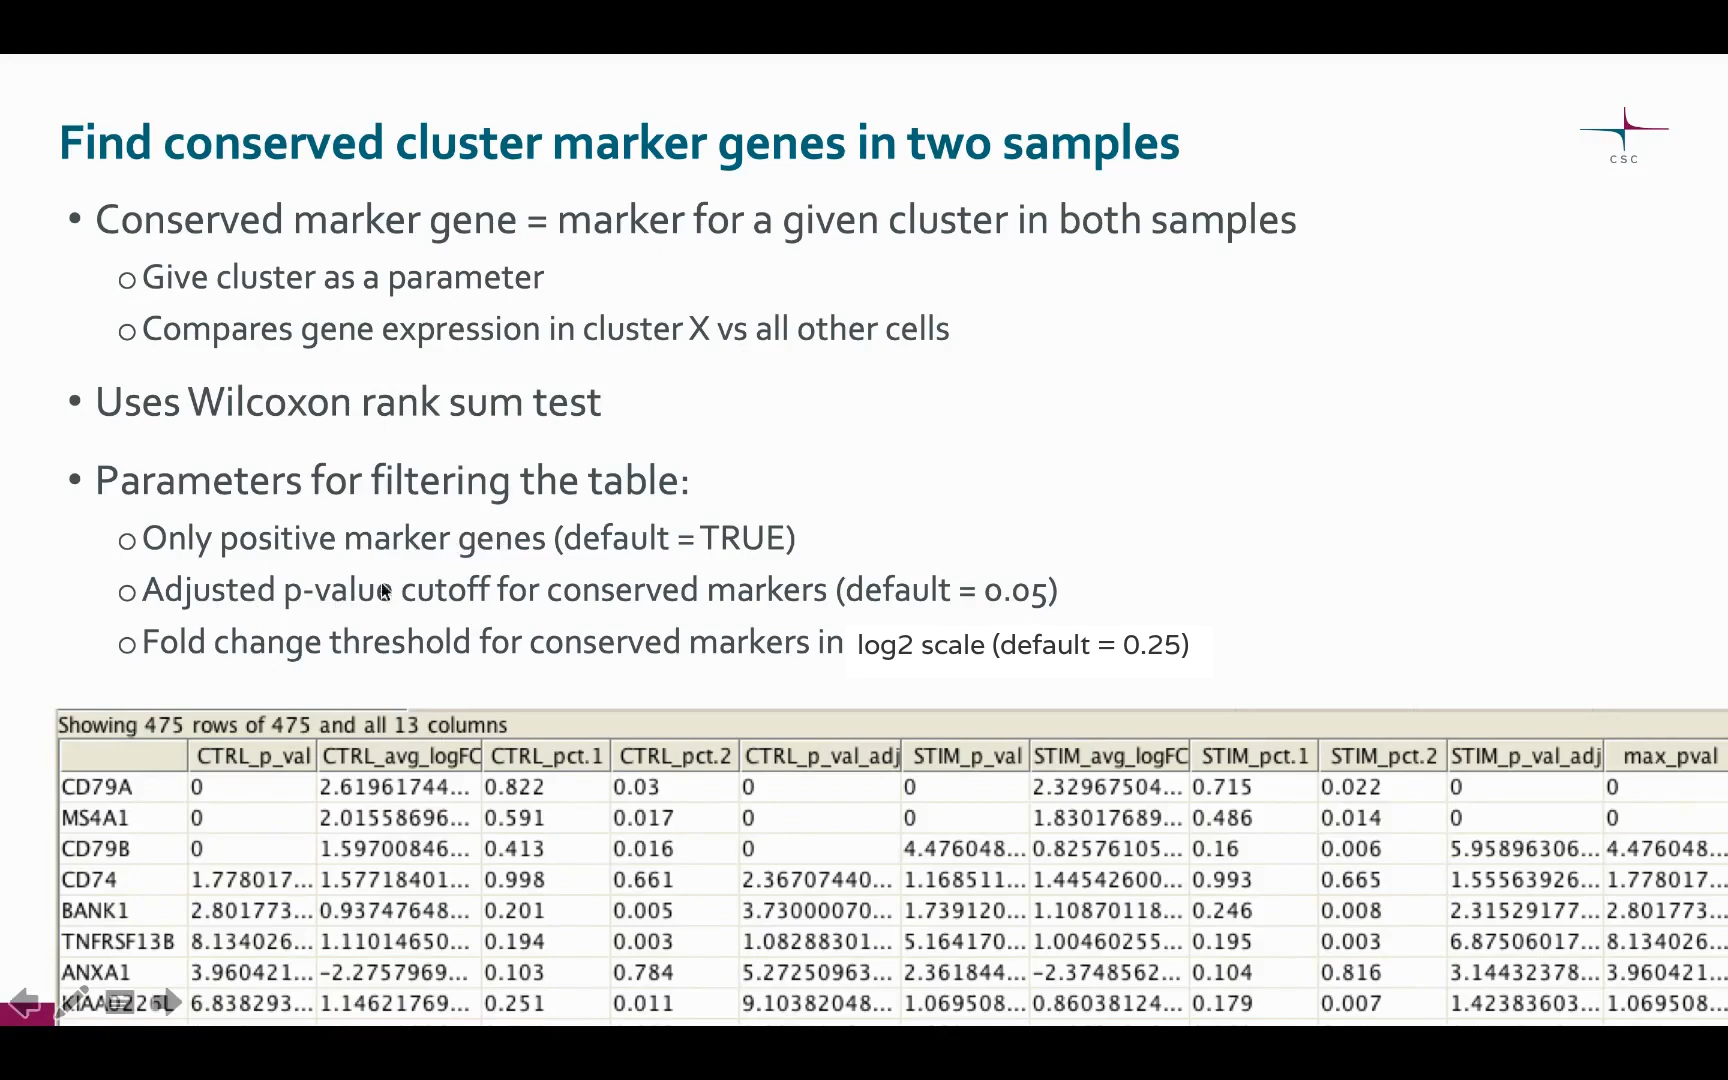 Find conserved cluster marker genes in two samples
CSC
• Conserved marker gene = marker for a given cluster in both samples
o Give cluster as a parameter
o Compares gene expression in cluster X vs all other cells
• Uses Wilcoxon rank sum test
• Parameters for filtering the table:
o Only positive marker genes (default = TRUE)
o Adjusted p-value cutoff for conserved markers (default = 0.05)
o Fold change threshold for conserved markers in log2 scale (default = 0.25)
Showing 475 rows of 475 and all 13 columns
CTRL_p_val CTRL_avg_logFC CTRL_pct.1 CTRL_pct.2 CTRL_p_val_adj STIM_p_val STIM_avg_logFC STIM_pct.1 STIM_pct.2 STIM_p_val_adj max_pval
CD79A 0 2.61961744... 0.822 0.03 0 0 2.32967504... 0.715 0.022 0 0
MS4A1 0 2.01558696... 0.591 0.017 0 0 1.83017689... 0.486 0.014 0 0
CD79B 0 1.59700846... 0.413 0.016 0 4.476048... 0.82576105... 0.16 0.006 5.95896306... 4.476048...
CD74 1.778017... 1.57718401... 0.998 0.661 2.36707440... 1.168511... 1.44542600... 0.993 0.665 1.55563926... 1.778017...
BANK1 2.801773... 0.93747648... 0.201 0.005 3.73000070... 1.739120... 1.10870118... 0.246 0.008 2.31529177... 2.801773...
TNFRSF13B 8.134026... 1.11014650... 0.194 0.003 1.08288301... 5.164170... 1.00460255... 0.195 0.003 6.87506017... 8.134026...
ANXA1 3.960421... -2.2757969... 0.103 0.784 5.27250963... 2.361844... -2.3748562... 0.104 0.816 3.14432378... 3.960421...
6.838293... 1.14621769... 0.251 0.011 9.10382048... 1.069508... 0.86038124... 0.179 0.007 1.42383603... 1.069508...